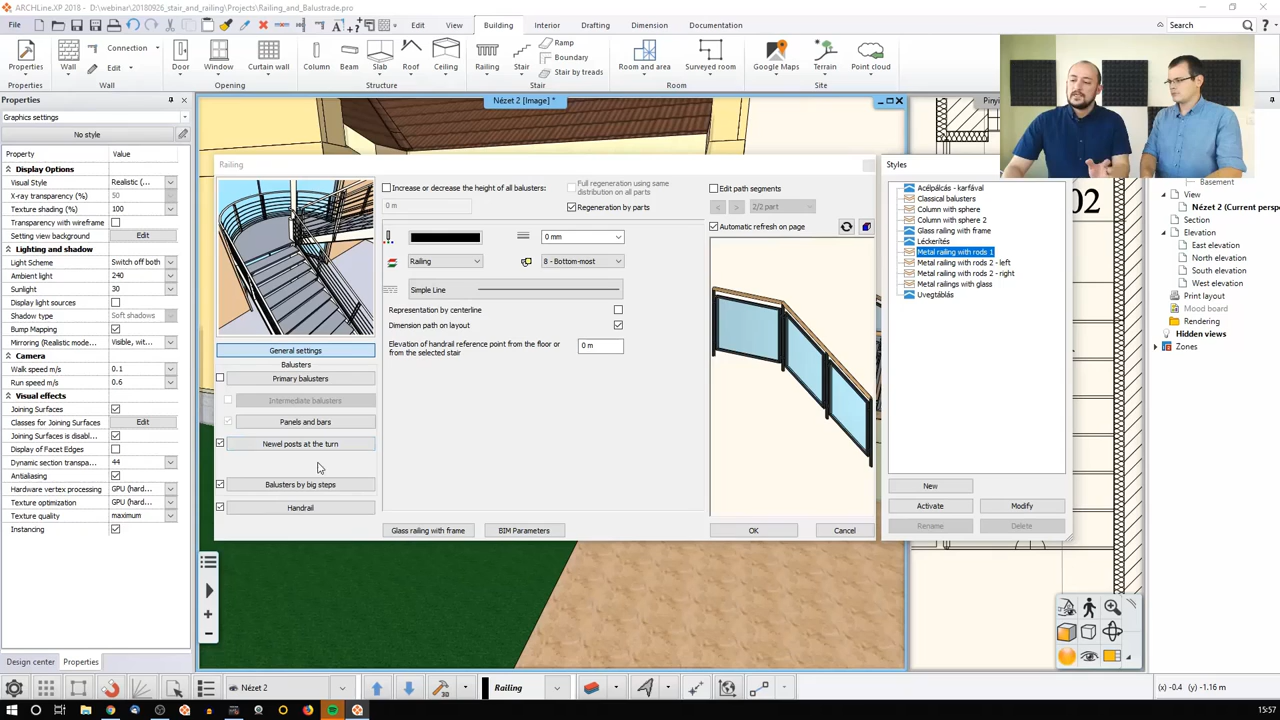 ARCHLine.XP 2018 - D:\webinar\20180926_stair_and_railing\Projects\Railing_and_Balustrade.pro
File
Edit
View
Building
Interior
Drafting
Dimension
Documentation
Search
Properties
Wall
Connection
Edit
Door
Window
Curtain wall
Column
Beam
Slab
Roof
Ceiling
Railing
Stair
Ramp
Boundary
Stair by treads
Room and area
Surveyed room
Google Maps
Terrain
Point cloud
Properties
Wall
Opening
Structure
Stair
Room
Site
Properties
Graphics settings
No style
Property Value
Display Options
Visual Style Realistic (...
X-ray transparency (%) 50
Texture shading (%) 100
Transparency with wireframe
Setting view background Edit
Lighting and shadow
Light Scheme Switch off both
Ambient light 240
Sunlight 30
Display light sources
Shadow type Soft shadows
Bump Mapping
Mirroring (Realistic mode... Visible, wit...
Camera
Walk speed m/s 0.1
Run speed m/s 0.6
Visual effects
Joining Surfaces
Classes for Joining Surfaces Edit
Joining Surfaces is disabl...
Display of Facet Edges
Dynamic section transpa... 44
Antialiasing
Hardware vertex processing GPU (hard...
Texture optimization GPU (hard...
Texture quality maximum
Instancing
Design center
Properties
Nézet 2 [Image] *
Railing
General settings
Balusters
Primary balusters
Intermediate balusters
Panels and bars
Newel posts at the turn
Balusters by big steps
Handrail
Increase or decrease the height of all balusters:
0 m
Full regeneration using same distribution on all parts
Regeneration by parts
0 mm
Railing
8 - Bottom-most
Simple Line
Representation by centerline
Dimension path on layout
Elevation of handrail reference point from the floor or from the selected stair
0 m
Glass railing with frame
BIM Parameters
Edit path segments
< > 2/2 part
Automatic refresh on page
OK
Cancel
Styles
Acélpálcás - karfával
Classical balusters
Column with sphere
Column with sphere 2
Glass railing with frame
Léckerítés
Metal railing with rods 1
Metal railing with rods 2 - left
Metal railing with rods 2 - right
Metal railings with glass
Üvegtáblás
New
Activate
Modify
Rename
Delete
02
Basement
View
Nézet 2 (Current persp
Section
Elevation
East elevation
North elevation
South elevation
West elevation
Print layout
Mood board
Rendering
Hidden views
Zones
Nézet 2
Railing
(x) -0.4 (y) -1.16 m
15:57